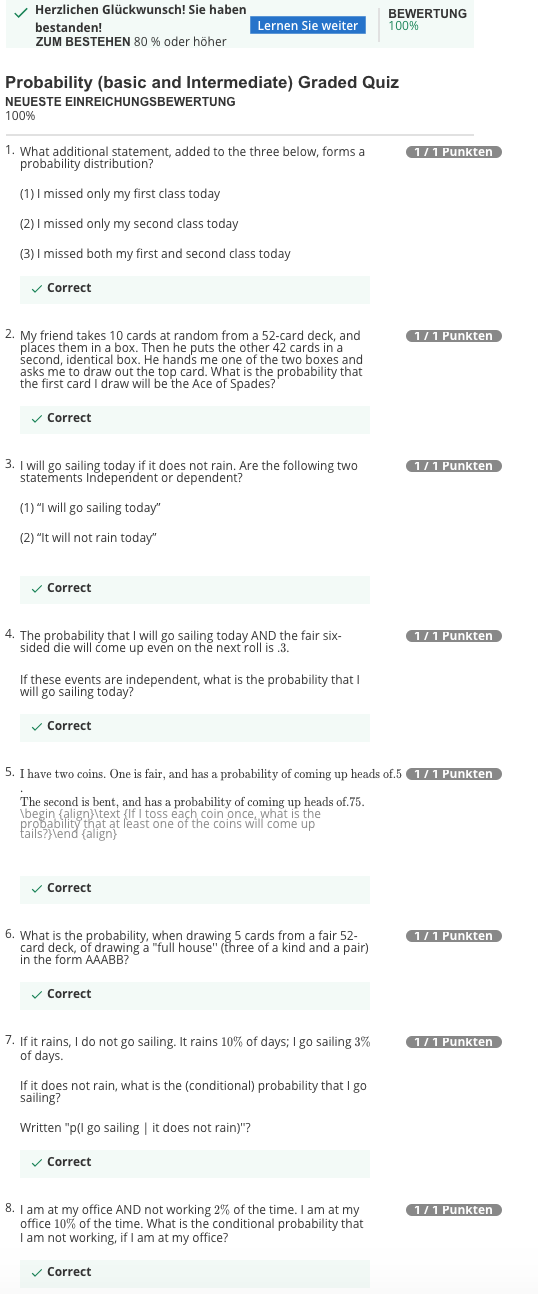 Herzlichen Glückwunsch! Sie haben
bestanden!
ZUM BESTEHEN 80 % oder höher
Lernen Sie weiter
BEWERTUNG
100%
Probability (basic and Intermediate) Graded Quiz
NEUESTE EINREICHUNGSBEWERTUNG
100%
1. What additional statement, added to the three below, forms a
probability distribution?
1 / 1 Punkten
(1) I missed only my first class today
(2) I missed only my second class today
(3) I missed both my first and second class today
Correct
2. My friend takes 10 cards at random from a 52-card deck, and
places them in a box. Then he puts the other 42 cards in a
second, identical box. He hands me one of the two boxes and
asks me to draw out the top card. What is the probability that
the first card I draw will be the Ace of Spades?
1 / 1 Punkten
Correct
3. I will go sailing today if it does not rain. Are the following two
statements Independent or dependent?
1 / 1 Punkten
(1) “I will go sailing today”
(2) “It will not rain today”
Correct
4. The probability that I will go sailing today AND the fair six-
sided die will come up even on the next roll is .3.
1 / 1 Punkten
If these events are independent, what is the probability that I
will go sailing today?
Correct
5. I have two coins. One is fair, and has a probability of coming up heads of.5
1 / 1 Punkten
.
The second is bent, and has a probability of coming up heads of.75.
\begin {align}\text {If I toss each coin once, what is the
probability that at least one of the coins will come up
tails?}\end {align}
Correct
6. What is the probability, when drawing 5 cards from a fair 52-
card deck, of drawing a "full house" (three of a kind and a pair)
in the form AAABB?
1 / 1 Punkten
Correct
7. If it rains, I do not go sailing. It rains 10% of days; I go sailing 3%
of days.
1 / 1 Punkten
If it does not rain, what is the (conditional) probability that I go
sailing?
Written "p(I go sailing | it does not rain)"?
Correct
8. I am at my office AND not working 2% of the time. I am at my
office 10% of the time. What is the conditional probability that
I am not working, if I am at my office?
1 / 1 Punkten
Correct